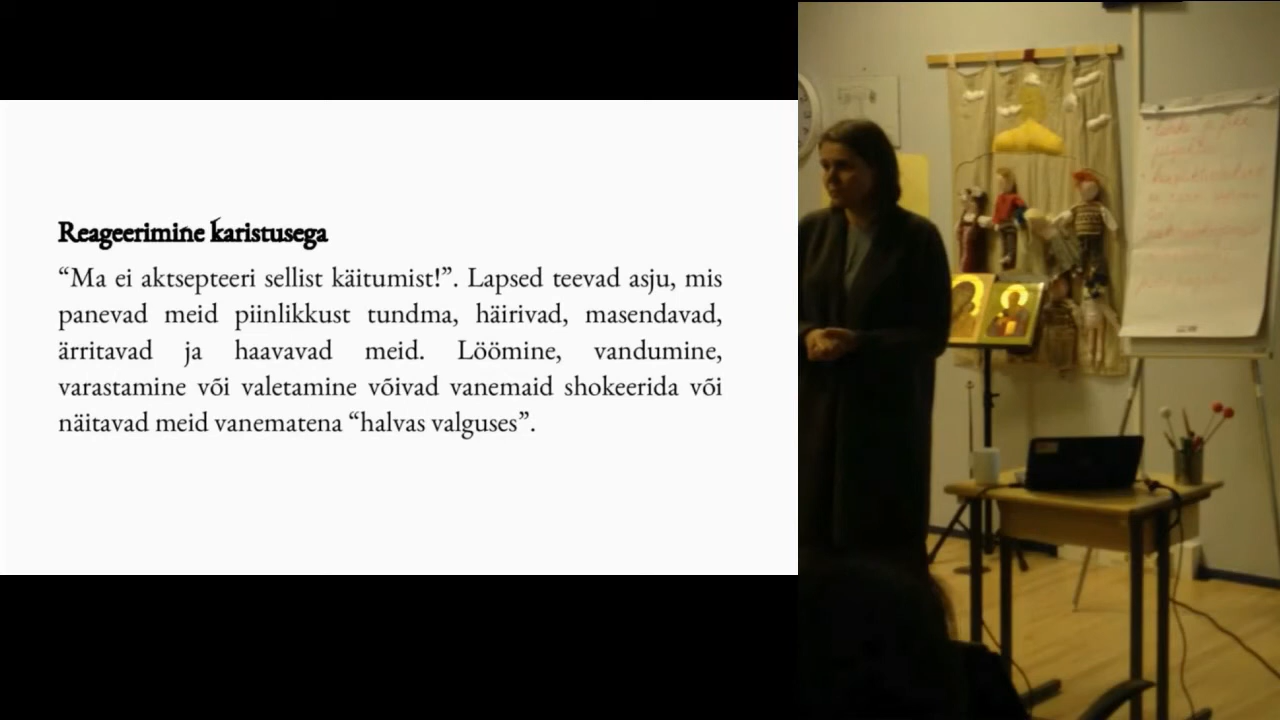 Reageerimine karistusega
“Ma ei aktsepteeri sellist käitumist!”. Lapsed teevad asju, mis
panevad meid piinlikkust tundma, häirivad, masendavad,
ärritavad ja haavavad meid. Löömine, vandumine,
varastamine või valetamine võivad vanemaid shokeerida või
näitavad meid vanematena “halvas valguses”.